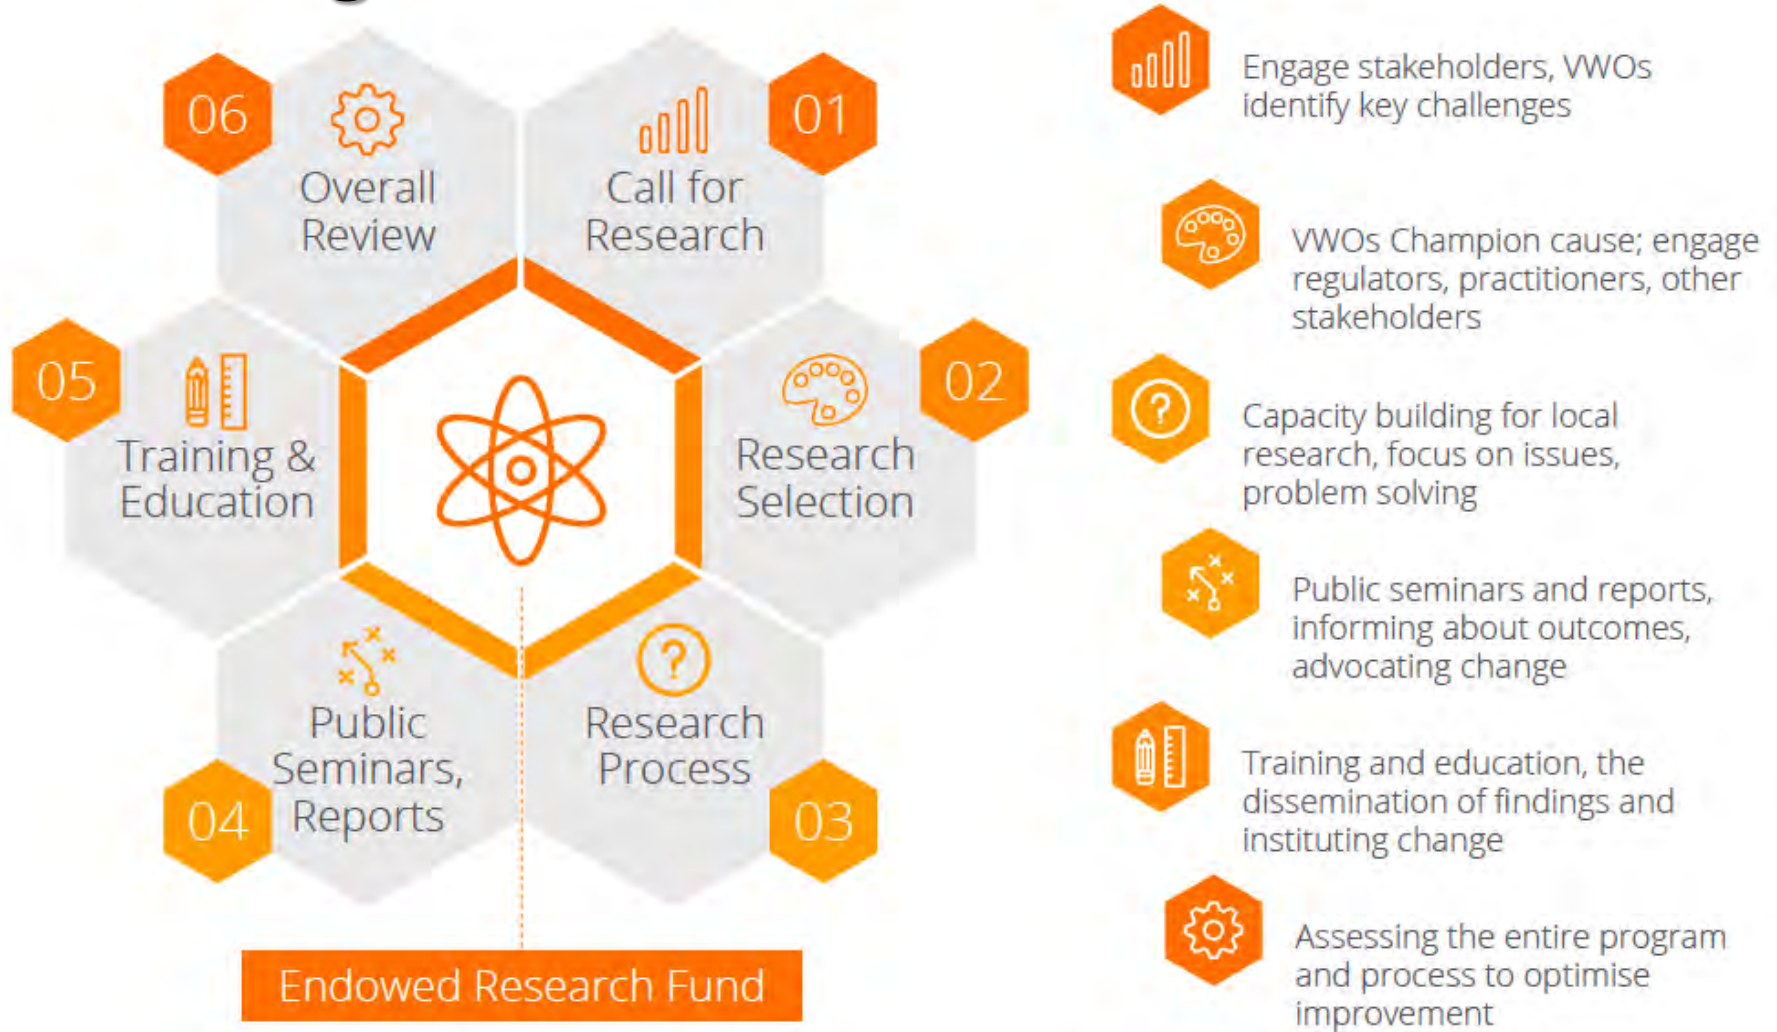 06
Overall
Review
01
Call for
Research
05
Training &
Education
02
Research
Selection
04
Public
Seminars,
Reports
03
Research
Process
Endowed Research Fund
Engage stakeholders, VWOs
identify key challenges
VWOs Champion cause; engage
regulators, practitioners, other
stakeholders
Capacity building for local
research, focus on issues,
problem solving
Public seminars and reports,
informing about outcomes,
advocating change
Training and education, the
dissemination of findings and
instituting change
Assessing the entire program
and process to optimise
improvement